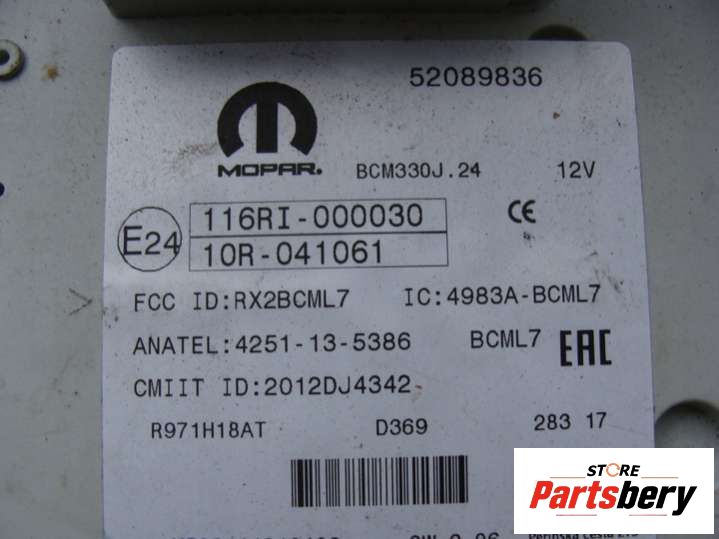 52089836
MOPAR.
BCM330J.24 12V
E24
116RI-000030
10R-041061
CE
FCC ID:RX2BCML7 IC:4983A-BCML7
ANATEL:4251-13-5386 BCML7 EAC
CMIIT ID:2012DJ4342
R971H18AT D369 283 17
STORE
Partsbery